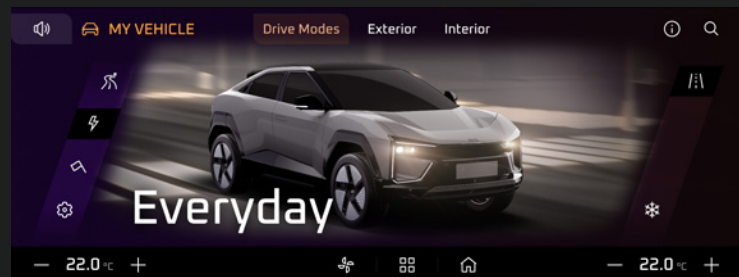 MY VEHICLE
Drive Modes Exterior Interior
Everyday
— 22.0 °C +
— 22.0 °C +